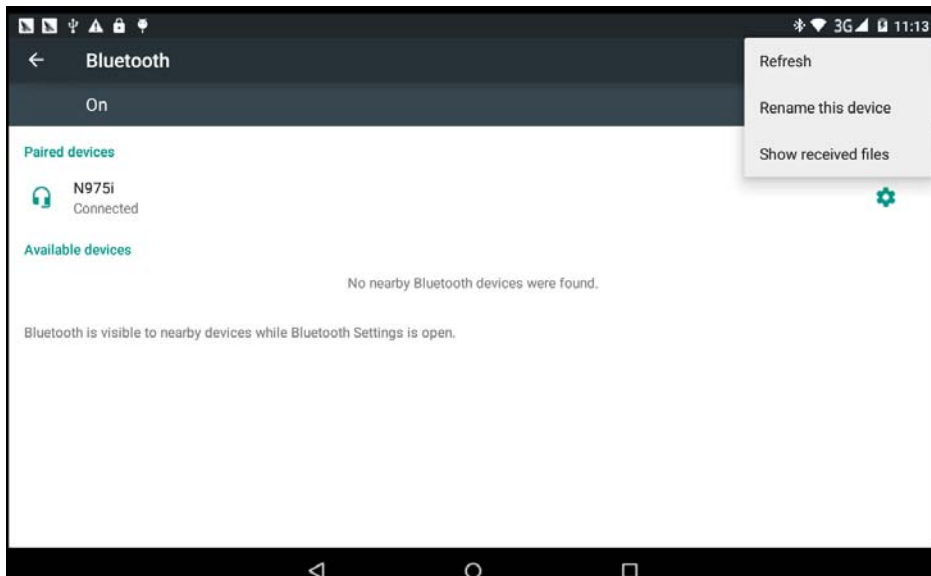 3G 11:13
Bluetooth
Refresh
On
Rename this device
Paired devices
Show received files
N975i
Connected
Available devices
No nearby Bluetooth devices were found.
Bluetooth is visible to nearby devices while Bluetooth Settings is open.